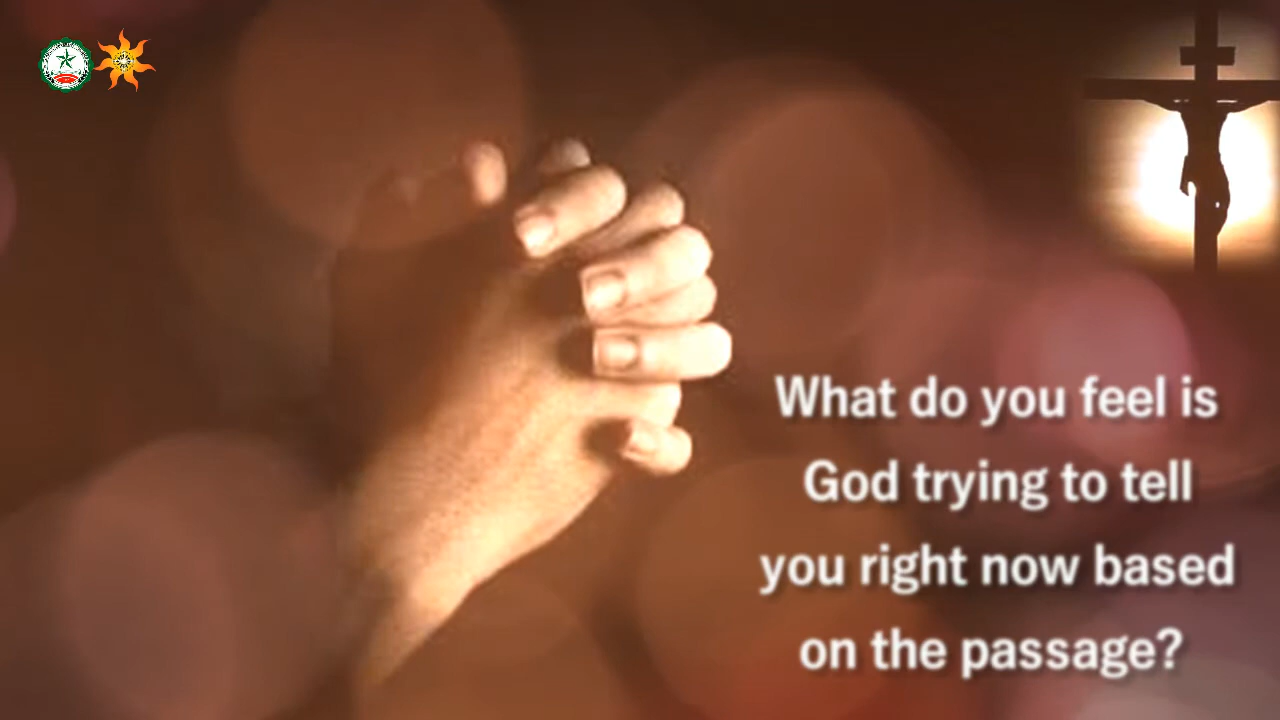 What do you feel is
God trying to tell
you right now based
on the passage?